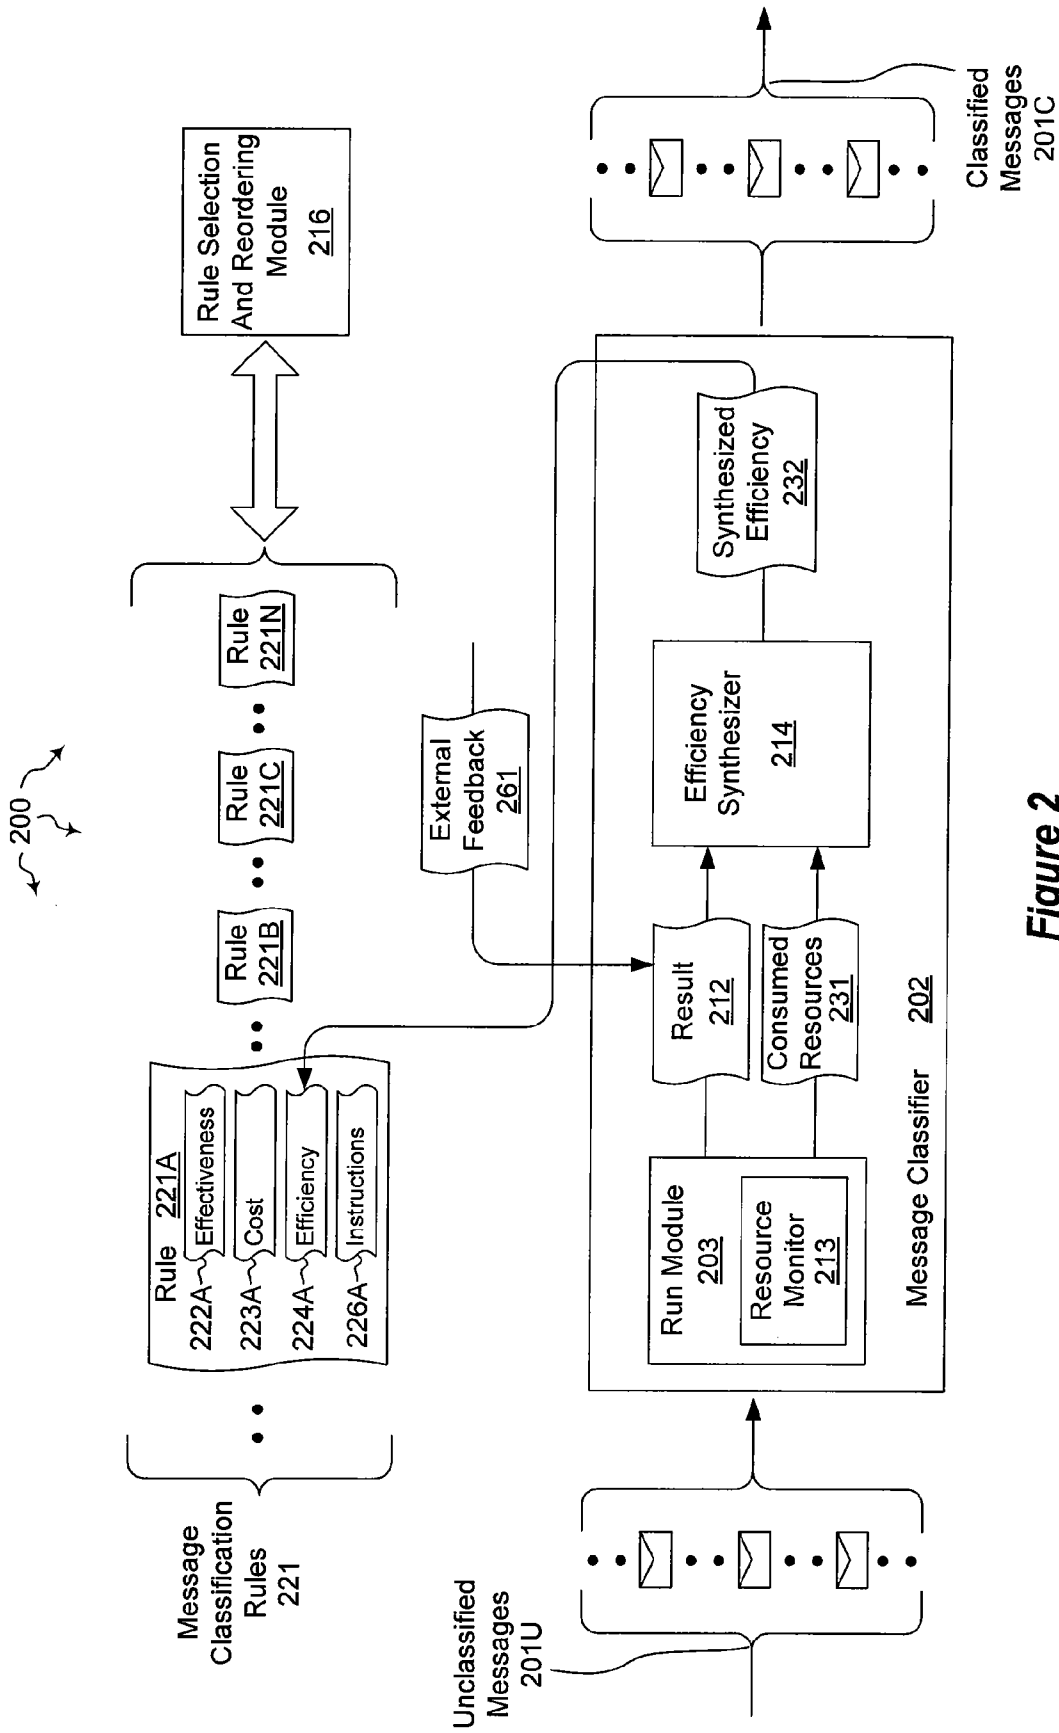 200
Message
Classification
Rules
221
Rule 221A
222A
Effectiveness
223A
Cost
224A
Efficiency
226A
Instructions
Rule
221B
Rule
221C
Rule
221N
Rule Selection
And Reordering
Module
216
External
Feedback
261
Unclassified
Messages
201U
Run Module
203
Resource
Monitor
213
Result
212
Consumed
Resources
231
Efficiency
Synthesizer
214
Synthesized
Efficiency
232
Message Classifier 202
Classified
Messages
201C
Figure 2